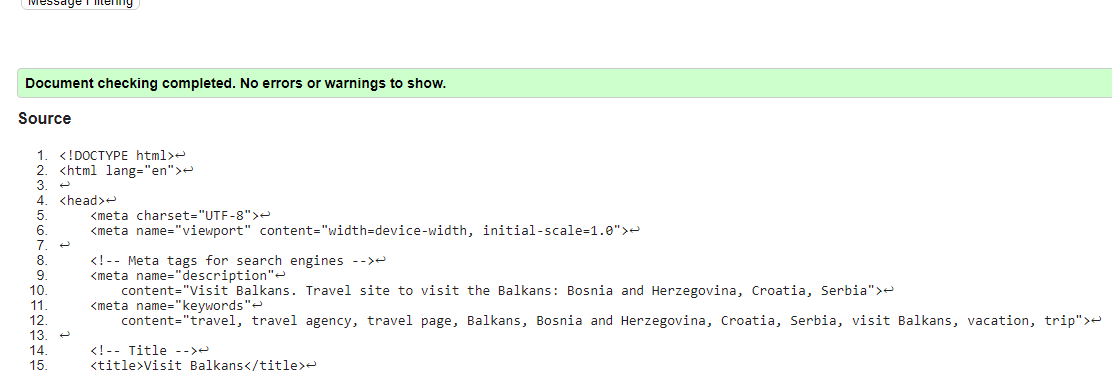 Message Filtering
Document checking completed. No errors or warnings to show.
Source
1. <!DOCTYPE html>↩
2. <html lang="en">↩
3. ↩
4. <head>↩
5. <meta charset="UTF-8">↩
6. <meta name="viewport" content="width=device-width, initial-scale=1.0">↩
7. ↩
8. <!-- Meta tags for search engines -->↩
9. <meta name="description"↩
10. content="Visit Balkans. Travel site to visit the Balkans: Bosnia and Herzegovina, Croatia, Serbia">↩
11. <meta name="keywords"↩
12. content="travel, travel agency, travel page, Balkans, Bosnia and Herzegovina, Croatia, Serbia, visit Balkans, vacation, trip">↩
13. ↩
14. <!-- Title -->↩
15. <title>Visit Balkans</title>↩